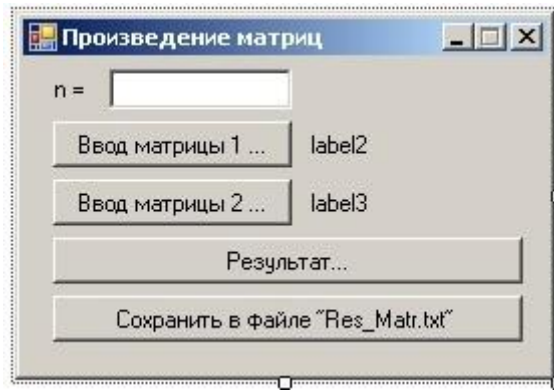 Произведение матриц
n =
Ввод матрицы 1 ... label2
Ввод матрицы 2 ... label3
Результат...
Сохранить в файле "Res_Matr.txt"